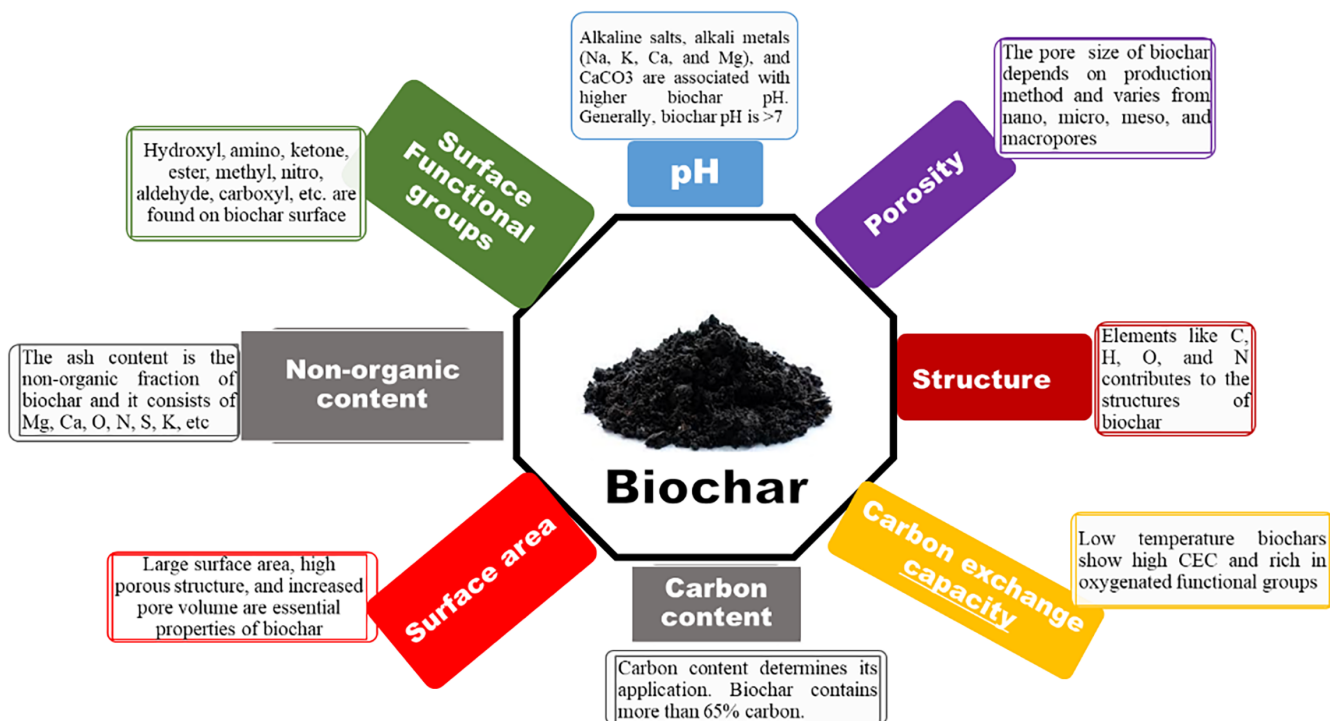 Alkaline salts, alkali metals
(Na, K, Ca, and Mg), and
CaCO3 are associated with
higher biochar pH.
Generally, biochar pH is >7
pH
The pore size of biochar
depends on production
method and varies from
nano, micro, meso, and
macropores
Porosity
Elements like C,
H, O, and N
contributes to the
structures of
biochar
Structure
Low temperature biochars
show high CEC and rich in
oxygenated functional groups
Carbon exchange
capacity
Carbon
content
Carbon content determines its
application. Biochar contains
more than 65% carbon.
Surface area
Large surface area, high
porous structure, and increased
pore volume are essential
properties of biochar
Non-organic
content
The ash content is the
non-organic fraction of
biochar and it consists of
Mg, Ca, O, N, S, K, etc
Surface
Functional
groups
Hydroxyl, amino, ketone,
ester, methyl, nitro,
aldehyde, carboxyl, etc. are
found on biochar surface
Biochar